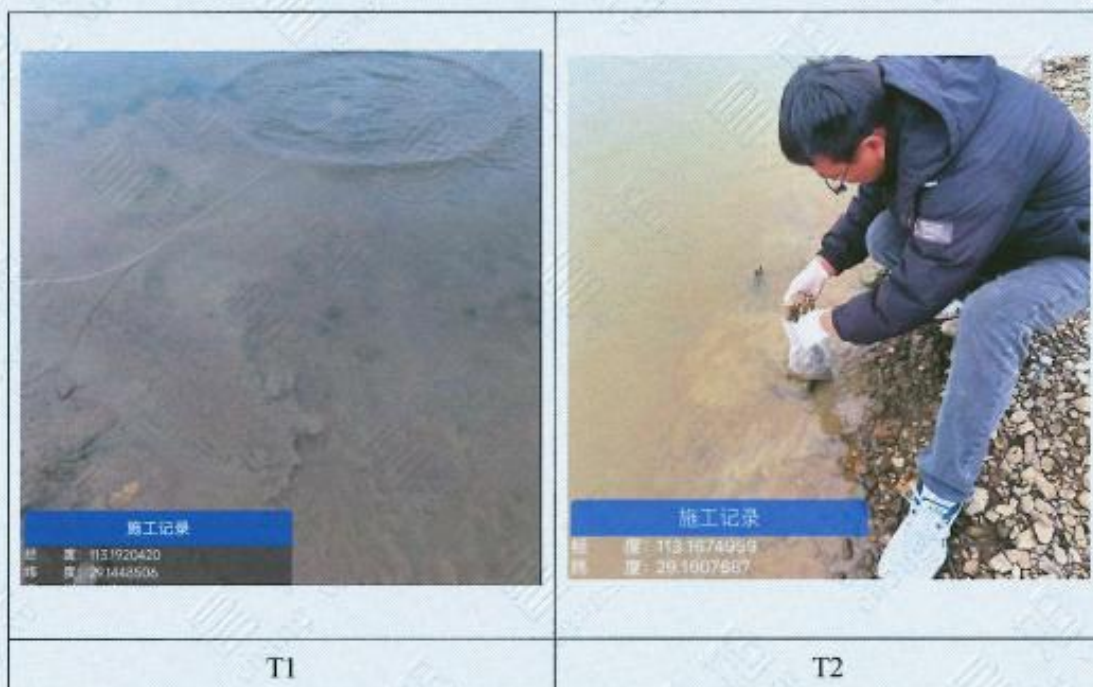 施工记录
经 度：113.1920420
纬 度：29.1448506
施工记录
经 度：113.1674959
纬 度：29.1607687
T1
T2